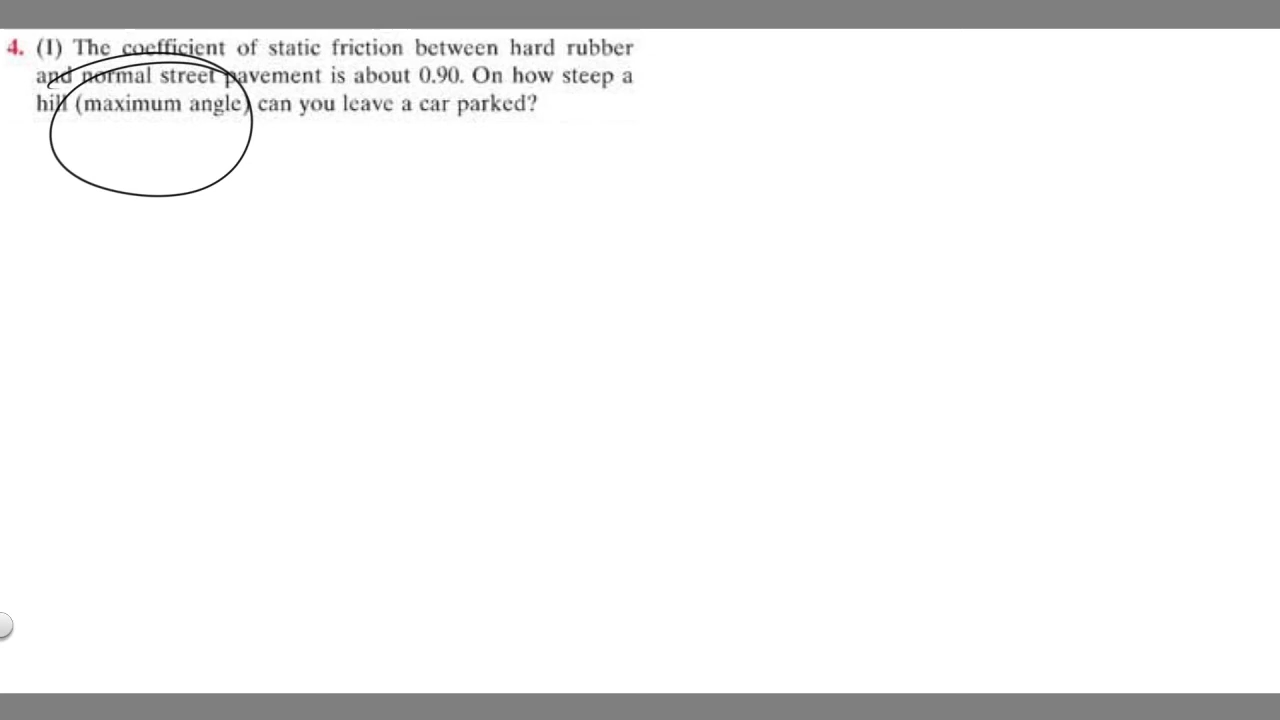 4. (I) The coefficient of static friction between hard rubber
and normal street pavement is about 0.90. On how steep a
hill (maximum angle) can you leave a car parked?